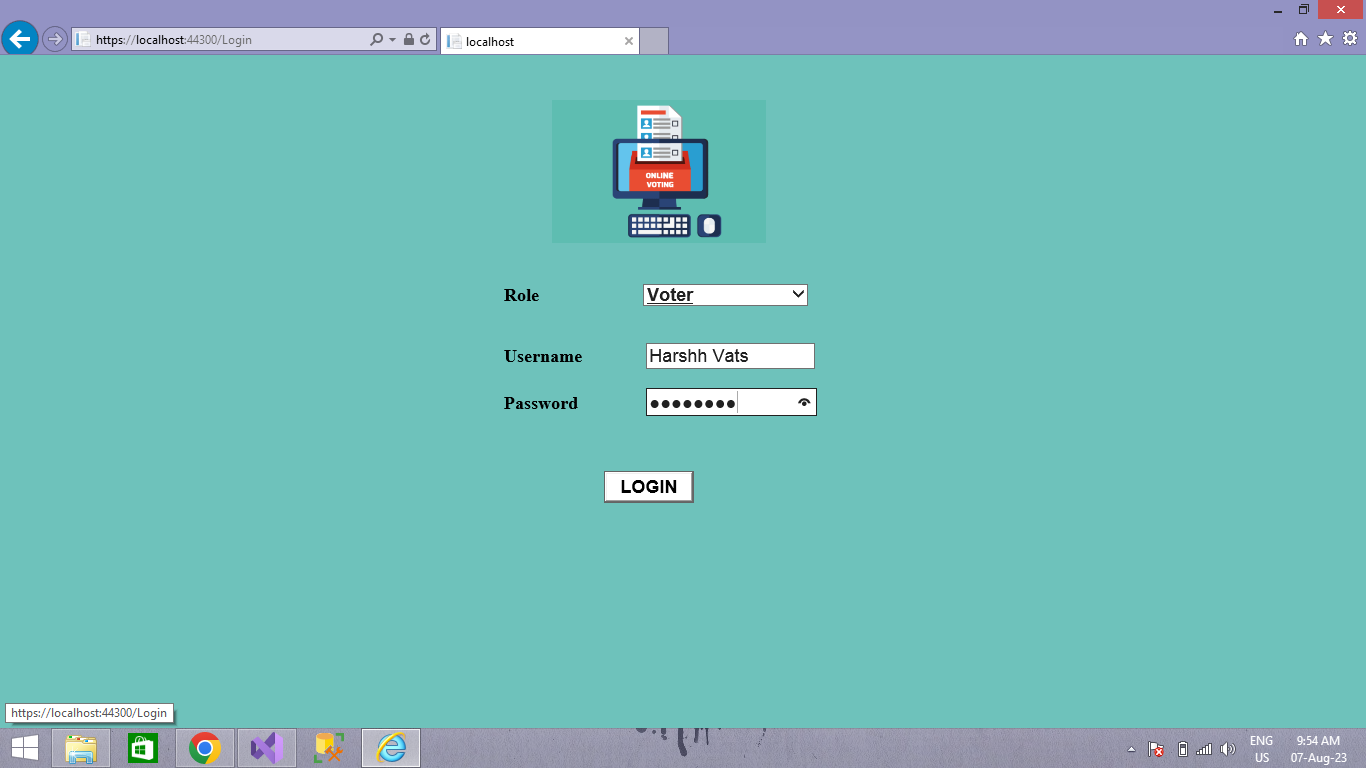 https://localhost:44300/Login
localhost
ONLINE
VOTING
Role
Voter
Username
Harshh Vats
Password
LOGIN
https://localhost:44300/Login
ENG
US
9:54 AM
07-Aug-23